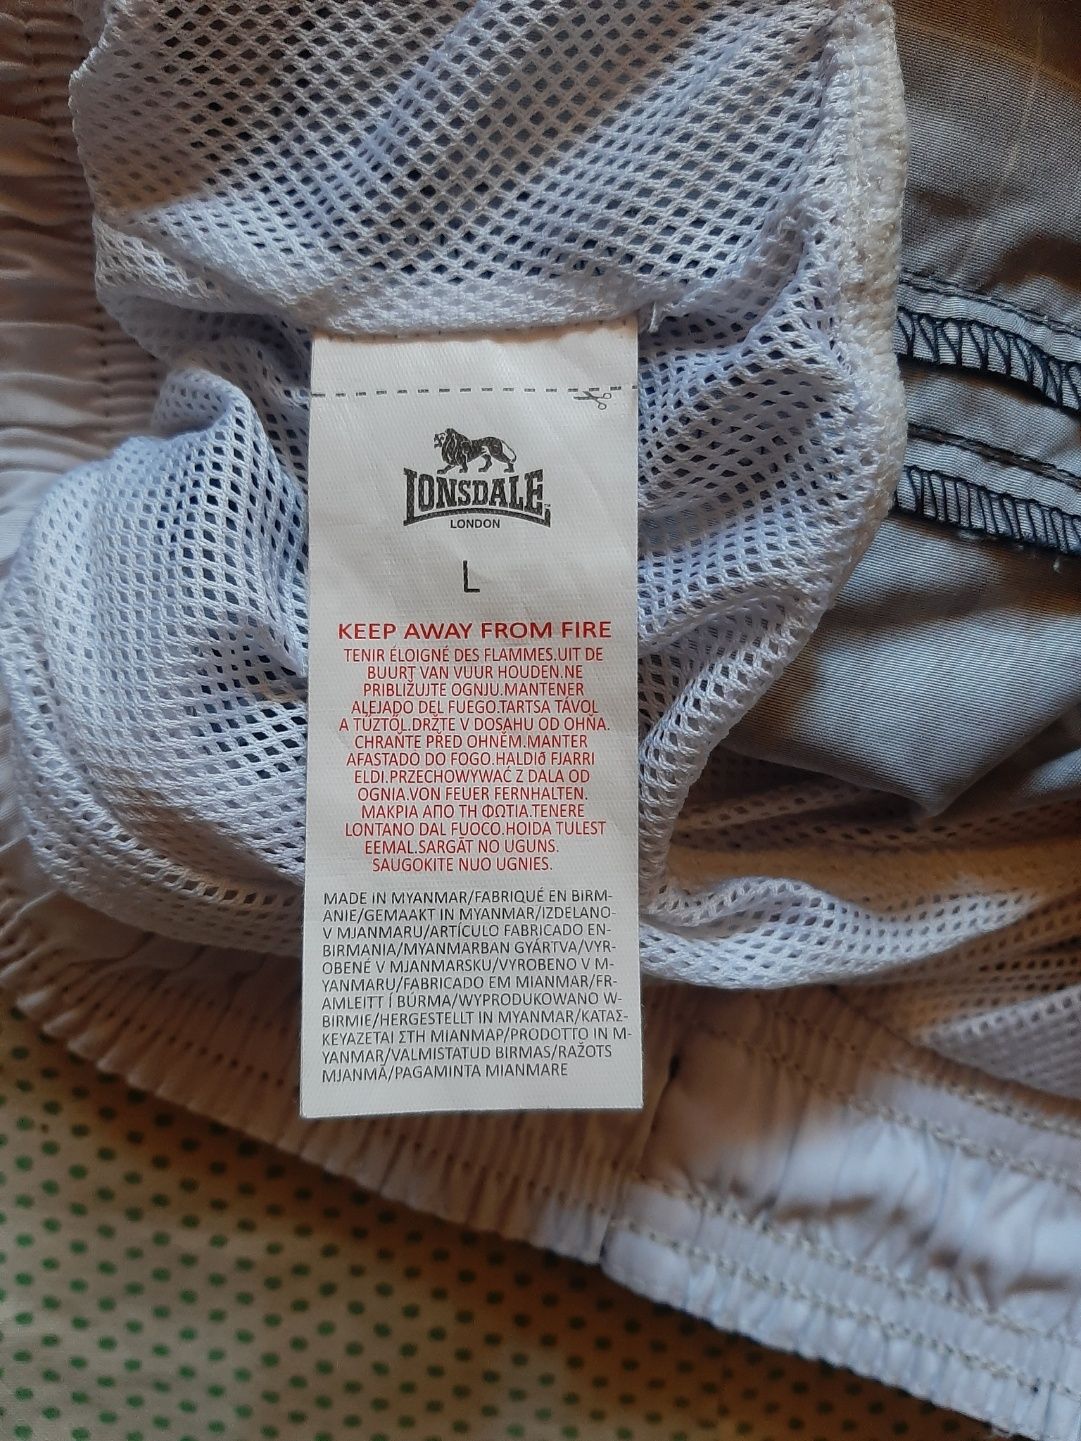 LONSDALE
LONDON
L
KEEP AWAY FROM FIRE
TENIR ÉLOIGNÉ DES FLAMMES.UIT DE
BUURT VAN VUUR HOUDEN.NE
PRIBLIŽUJTE OGNJU.MANTENER
ALEJADO DEL FUEGO.TARTSA TÁVOL
A TŰZTŐL.DRŽTE V DOSAHU OD OHŇA.
CHRAŇTE PŘED OHNĚM.MANTER
AFASTADO DO FOGO.HALDIð FJARRI
ELDI.PRZECHOWYWAĆ Z DALA OD
OGNIA.VON FEUER FERNHALTEN.
ΜΑΚΡΙΑ ΑΠΟ ΤΗ ΦΩΤΙΑ.TENERE
LONTANO DAL FUOCO.HOIDA TULEST
EEMAL.SARGĀT NO UGUNS.
SAUGOKITE NUO UGNIES.
MADE iN MYANMAR/FABRIQUÉ EN BiRM-
ANIE/GEMAAKT IN MYANMAR/IZDELANO-
V MJANMARU/ARTÍCULO FABRICADO EN-
BIRMANIA/MYANMARBAN GYÁRTVA/VYR-
OBENÉ V MJANMARSKU/VYROBENO V M-
YANMARU/FABRICADO EM MIANMAR/FR-
AMLEITT Í BÚRMA/WYPRODUKOWANO W-
BIRMIE/HERGESTELLT IN MYANMAR/ΚΑΤΑΣ-
ΚΕΥΑΖΕΤΑΙ ΣΤΗ ΜΙΑΝΜΑΡ/PRODOTTO IN M-
YANMAR/VALMISTATUD BIRMAS/RAŽOTS
MJANMĀ/PAGAMINTA MIANMARE